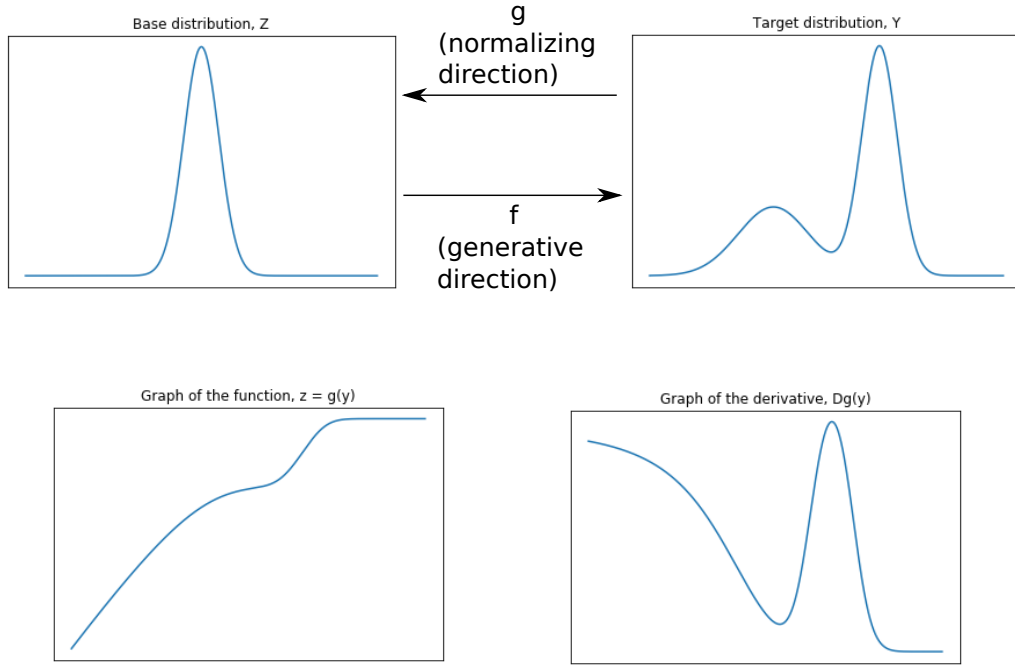 Base distribution, Z
g
(normalizing
direction)
Target distribution, Y
f
(generative
direction)
Graph of the function, z = g(y)
Graph of the derivative, Dg(y)